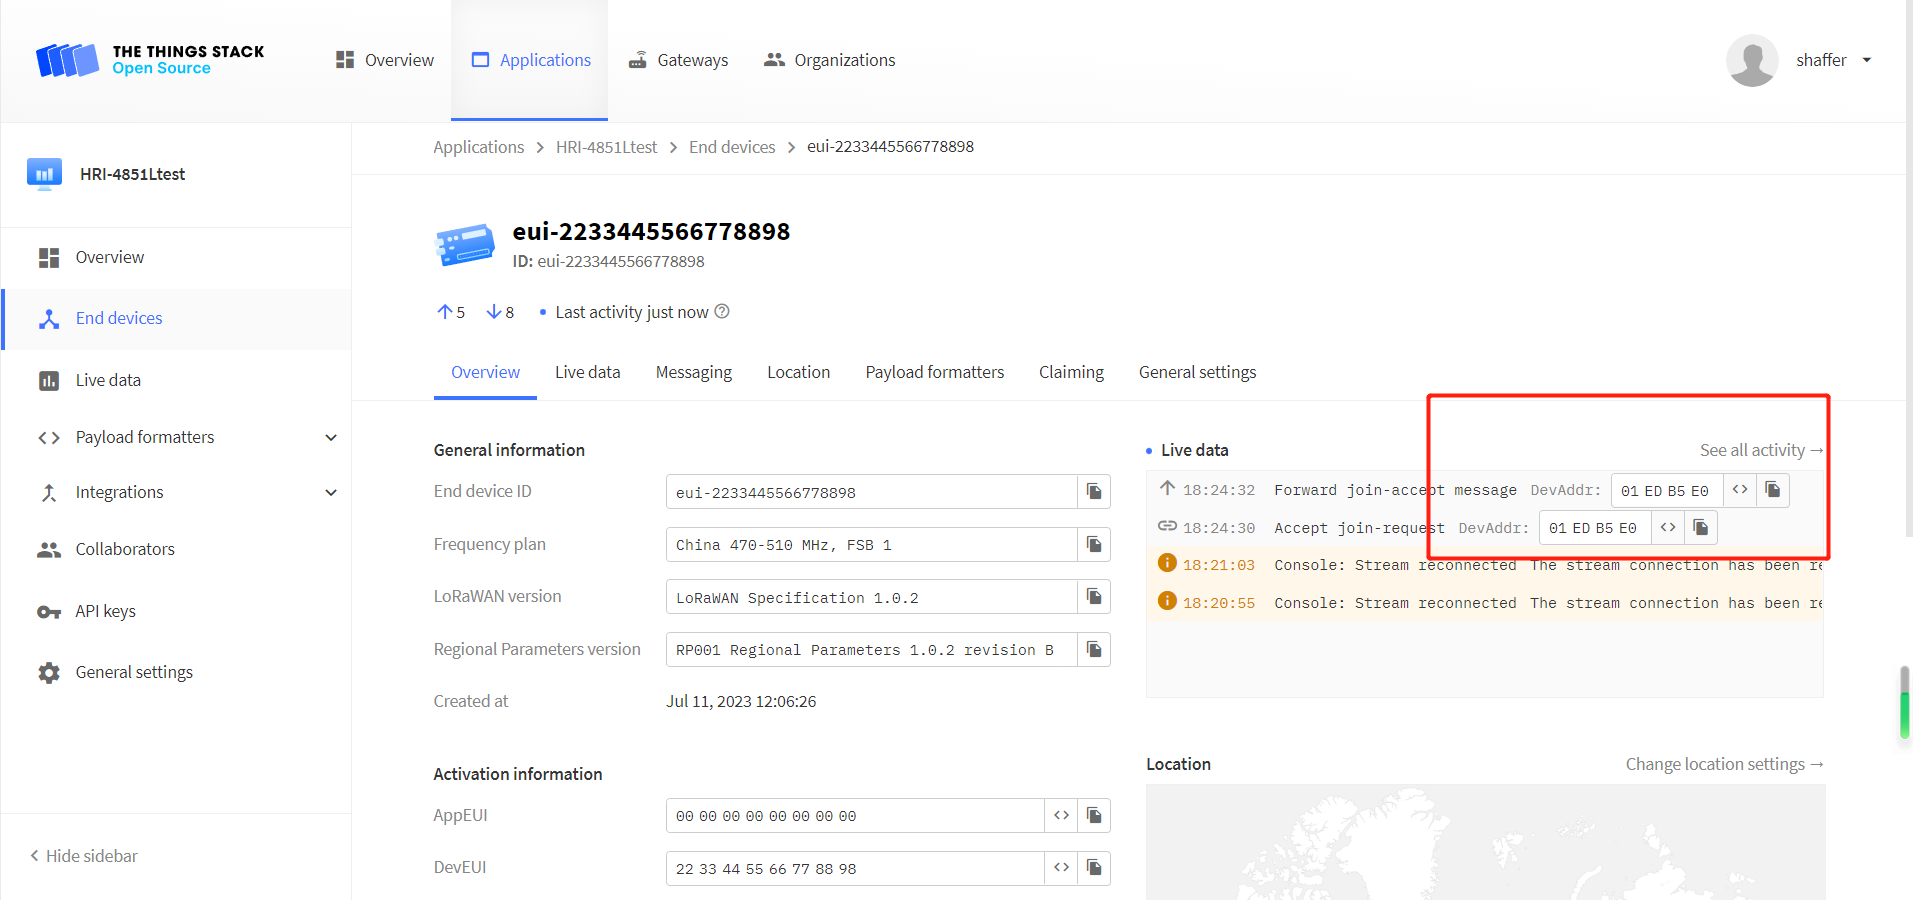 THE THINGS STACK
Open Source
Overview
Applications
Gateways
Organizations
shaffer
HRI-4851Ltest
Overview
End devices
Live data
Payload formatters
Integrations
Collaborators
API keys
General settings
Hide sidebar
Applications > HRI-4851Ltest > End devices > eui-2233445566778898
eui-2233445566778898
ID: eui-2233445566778898
5 8 Last activity just now
Overview Live data Messaging Location Payload formatters Claiming General settings
General information
End device ID eui-2233445566778898
Frequency plan China 470-510 MHz, FSB 1
LoRaWAN version LoRaWAN Specification 1.0.2
Regional Parameters version RP001 Regional Parameters 1.0.2 revision B
Created at Jul 11, 2023 12:06:26
Activation information
AppEUI 00 00 00 00 00 00 00 00
DevEUI 22 33 44 55 66 77 88 98
Live data See all activity →
18:24:32 Forward join-accept message DevAddr: 01 ED B5 E0
18:24:30 Accept join-request DevAddr: 01 ED B5 E0
18:21:03 Console: Stream reconnected The stream connection has been re
18:20:55 Console: Stream reconnected The stream connection has been re
Location Change location settings →